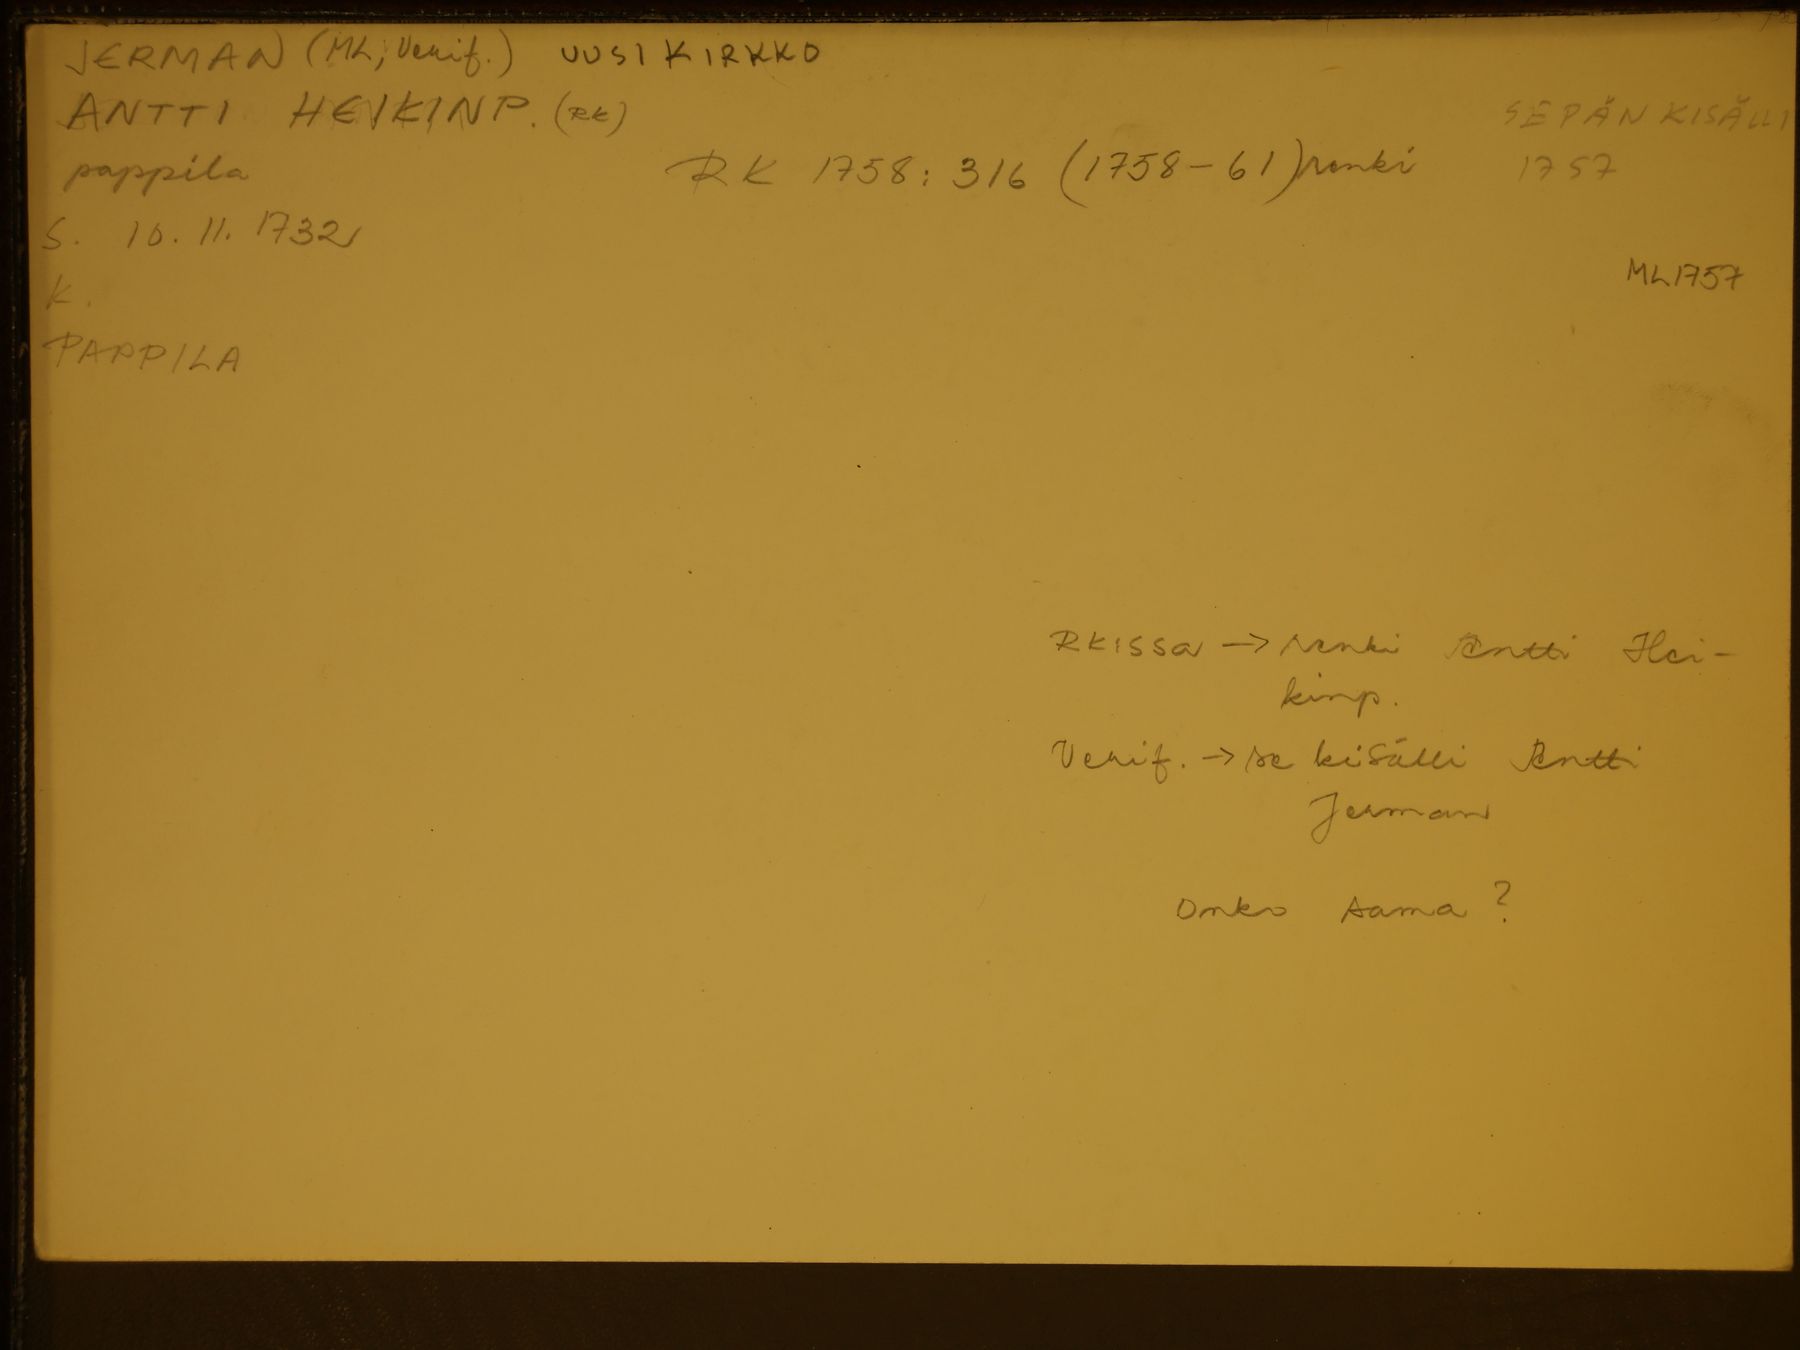 JERMAN (ML; Verif.) UUSIKIRKKO
ANTTI HEIKINP. (RK)
SEPÄN KISÄLLI
pappila
RK 1758: 316 (1758-61) renki
1757
S. 10. 11. 1732
ML 1757
K.
PAPPILA
RKISSA → renki Antti Hei-
kinp.
Verif. → se kisälli Antti
Jerman
Onko sama?